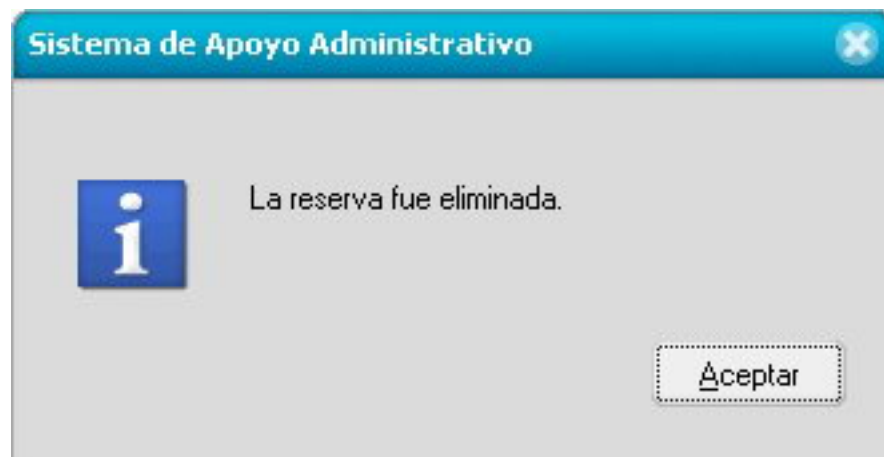 Sistema de Apoyo Administrativo
La reserva fue eliminada.
Aceptar